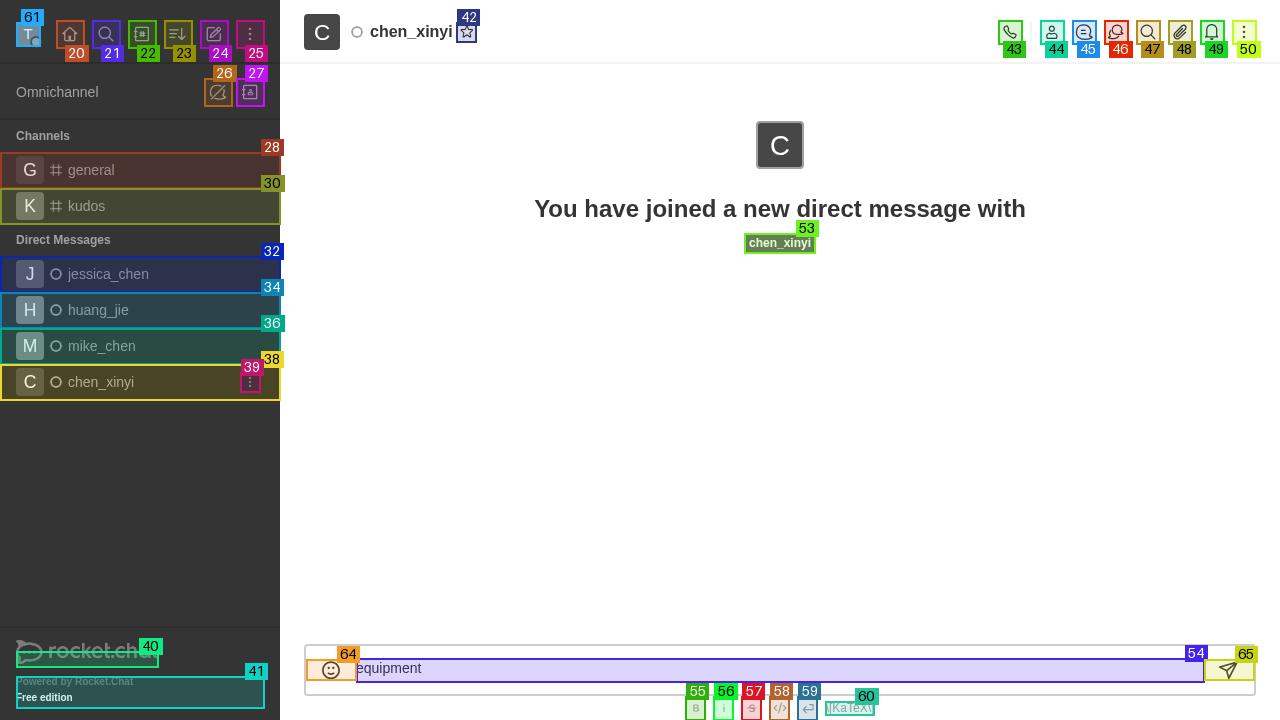 61
T
20
21
22
23
24
25
C
chen_xinyi
42
43
44
45
46
47
48
49
50
Omnichannel
26
27
Channels
28
G general
30
K kudos
Direct Messages
32
J jessica_chen
34
H huang_jie
36
M mike_chen
38
39
C chen_xinyi
C
You have joined a new direct message with
53
chen_xinyi
40
rocket.chat
41
Powered by Rocket.Chat
Free edition
64
equipment
54
65
55
56
57
58
59
60
B
i
S
</>
\[KaTeX\]